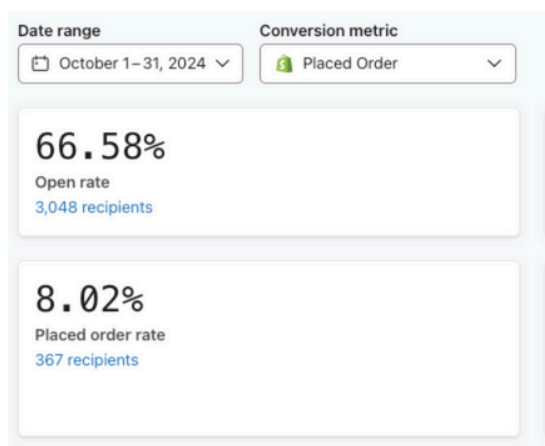 Date range
Conversion metric
October 1–31, 2024
Placed Order
66.58%
Open rate
3,048 recipients
8.02%
Placed order rate
367 recipients